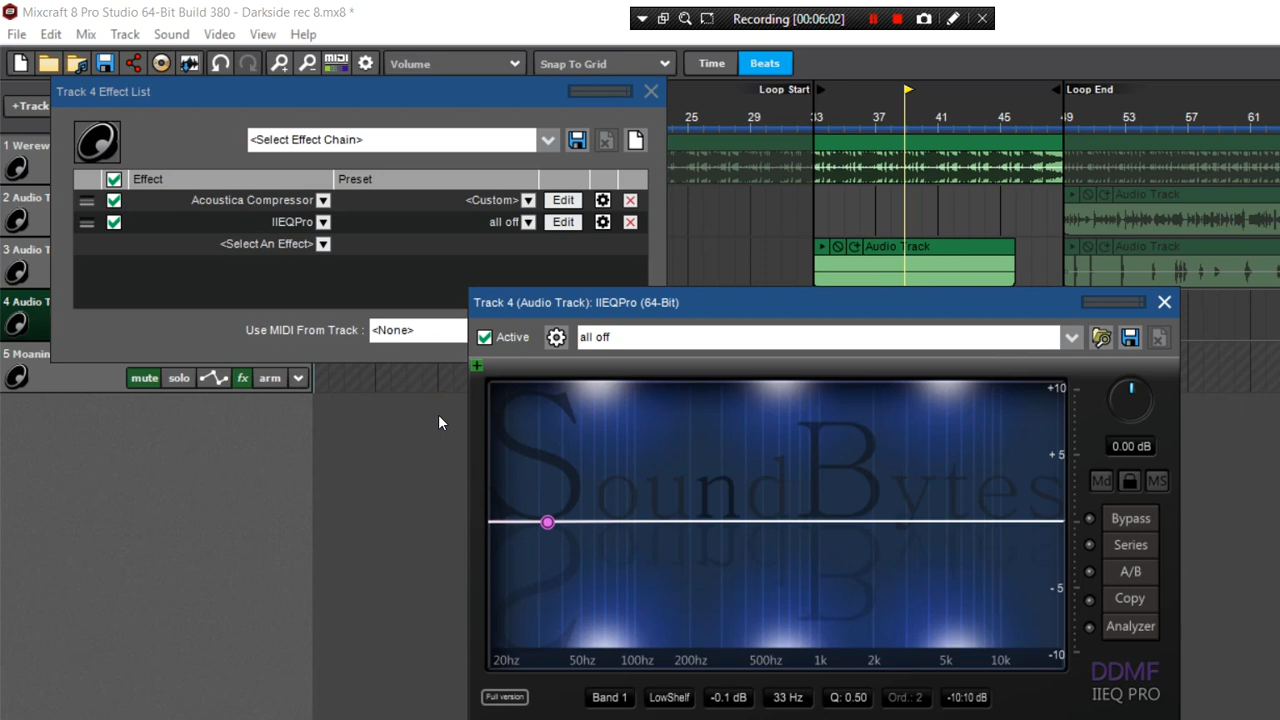 Mixcraft 8 Pro Studio 64-Bit Build 380 - Darkside rec 8.mx8 *
Recording [00:06:02]
File Edit Mix Track Sound Video View Help
MIDI Volume Snap To Grid Time Beats
Track 4 Effect List
Loop Start Loop End
+Track
25 29 33 37 41 45 49 53 57 61
<Select Effect Chain>
1 Werew
Effect Preset
Acoustica Compressor <Custom> Edit
2 Audio T
Audio Track
IIEQPro all off Edit
<Select An Effect>
3 Audio T
Audio Track
Audio Track
4 Audio T
Track 4 (Audio Track): IIEQPro (64-Bit)
Use MIDI From Track : <None>
Active all off
5 Moanin
mute solo fx arm
SoundBytes
SB
+10
+ 5
- 5
-10
0.00 dB
Md MS
Bypass
Series
A/B
Copy
Analyzer
20hz 50hz 100hz 200hz 500hz 1k 2k 5k 10k
DDMF
IIEQ PRO
Full version Band 1 LowShelf -0.1 dB 33 Hz Q: 0.50 Ord.: 2 -10:10 dB